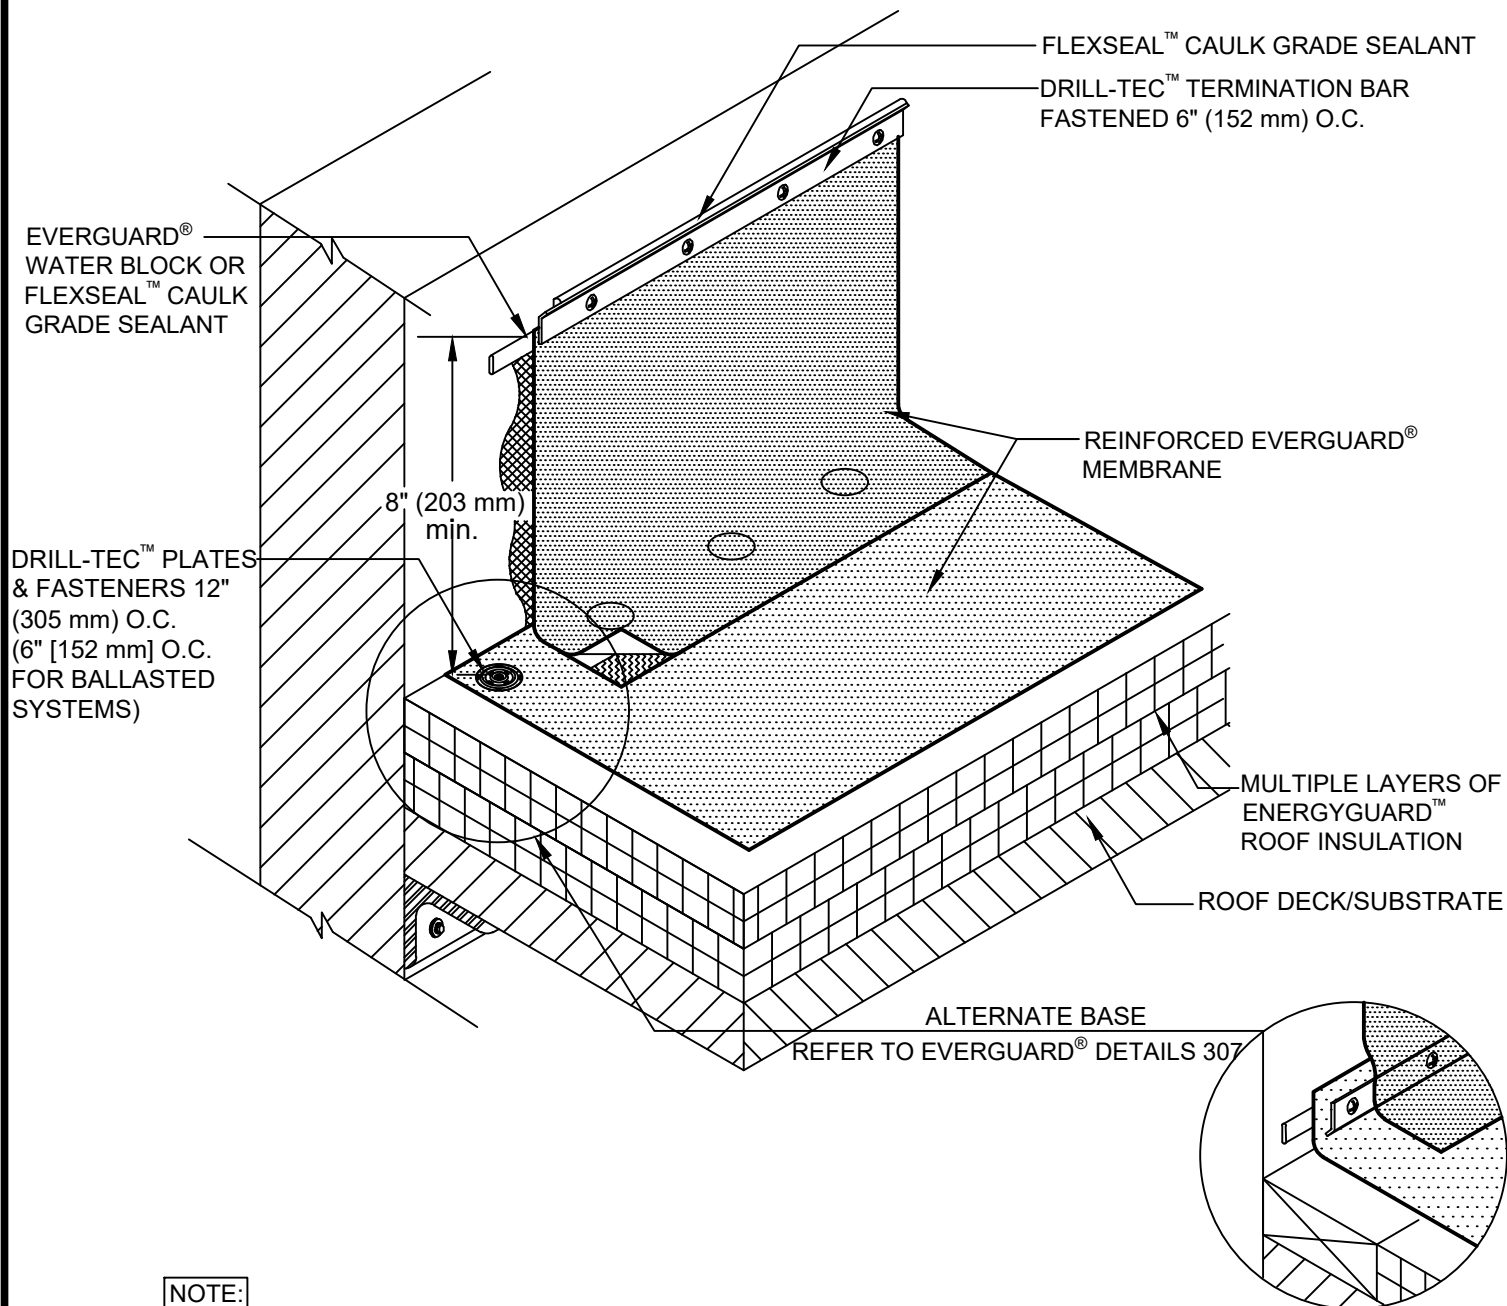 FLEXSEAL™ CAULK GRADE SEALANT
DRILL-TEC™ TERMINATION BAR
FASTENED 6" (152 mm) O.C.
EVERGUARD®
WATER BLOCK OR
FLEXSEAL™ CAULK
GRADE SEALANT
REINFORCED EVERGUARD®
MEMBRANE
8" (203 mm)
min.
DRILL-TEC™ PLATES
& FASTENERS 12"
(305 mm) O.C.
(6" [152 mm] O.C.
FOR BALLASTED
SYSTEMS)
MULTIPLE LAYERS OF
ENERGYGUARD™
ROOF INSULATION
ROOF DECK/SUBSTRATE
ALTERNATE BASE
REFER TO EVERGUARD® DETAILS 307
NOTE: